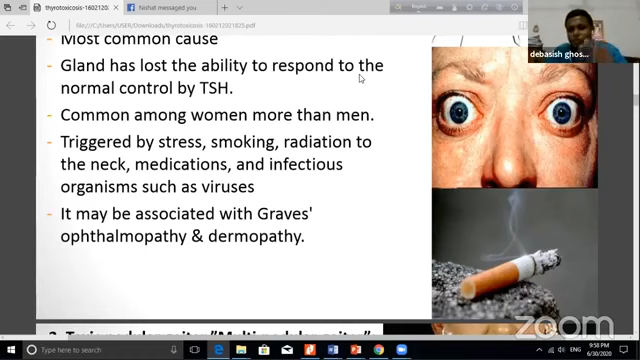 thyrotoxicosis-160212021825.pdf
Nishat messaged you
file:///C:/Users/USER/Downloads/thyrotoxicosis-160212021825.pdf
debasish ghos...
Most common cause
- Gland has lost the ability to respond to the
normal control by TSH.
- Common among women more than men.
- Triggered by stress, smoking, radiation to
the neck, medications, and infectious
organisms such as viruses
- It may be associated with Graves'
ophthalmopathy & dermopathy.
zoom
Type here to search
ENG
9:58 PM
6/30/2020